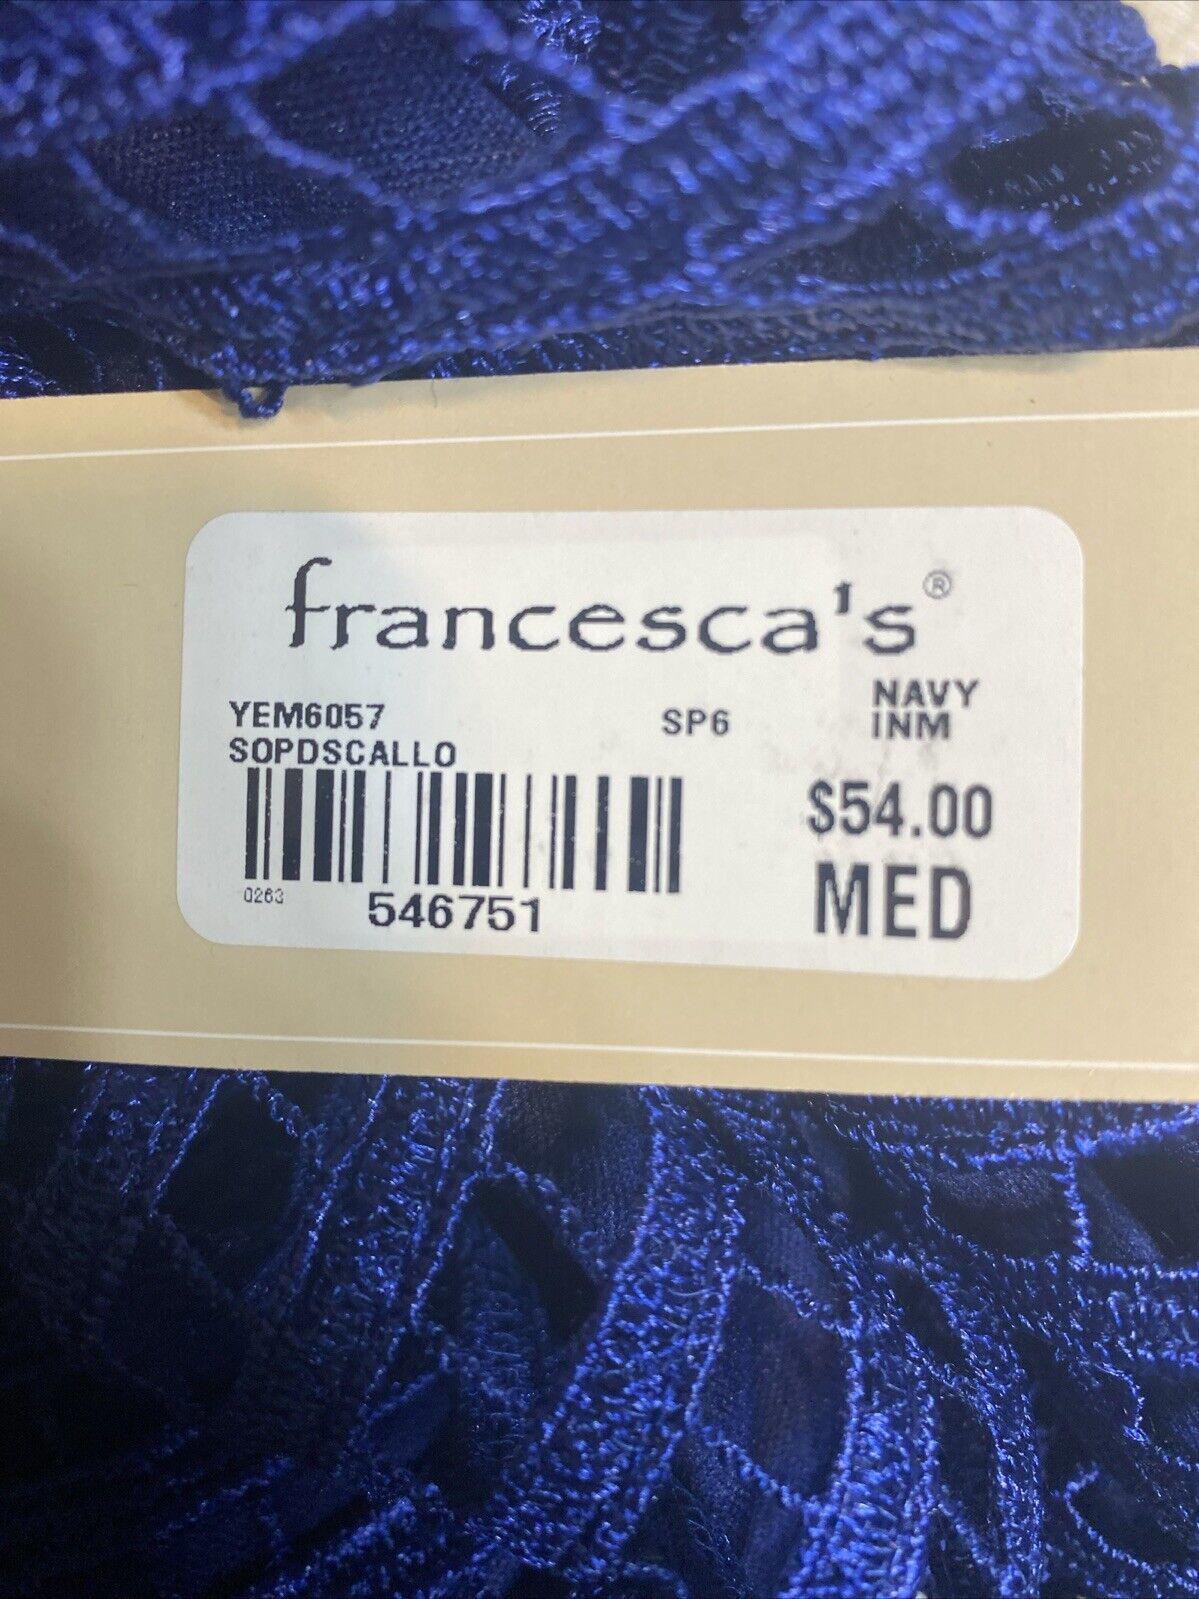 francesca's®
YEM6057 SP6 NAVY
SOPDSCALLO INM
$54.00
MED
0263
546751